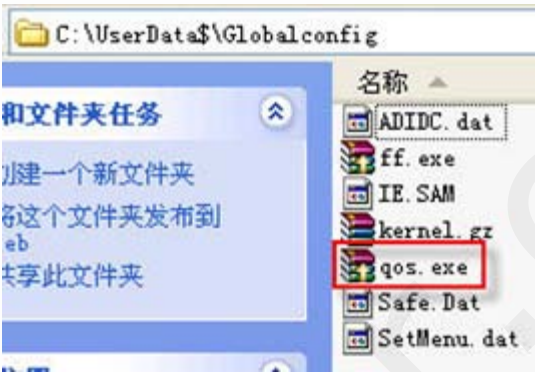 C:\UserData$\Globalconfig
和文件夹任务
创建一个新文件夹
将这个文件夹发布到
eb
共享此文件夹
名称
ADIDC.dat
ff.exe
IE.SAM
kernel.gz
qos.exe
Safe.Dat
SetMenu.dat